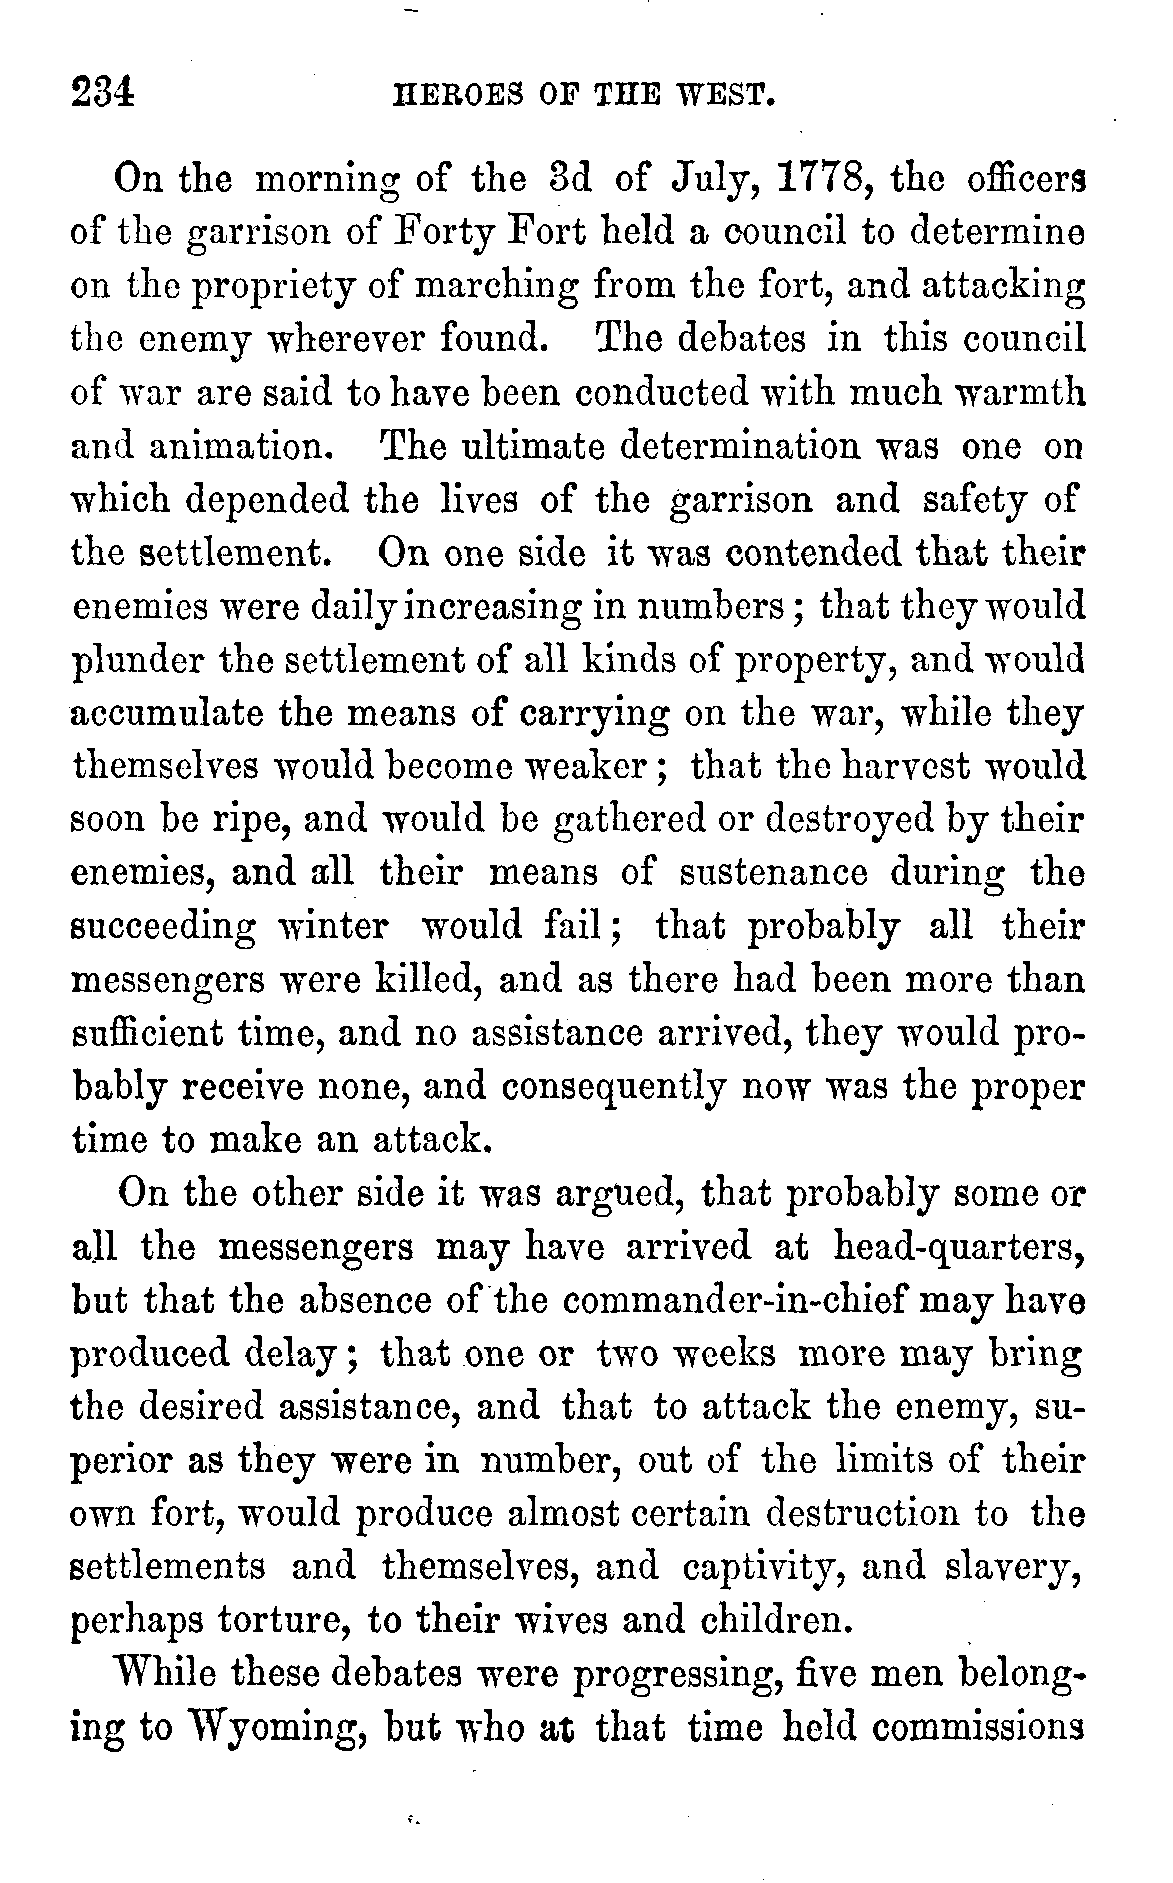 234 HEROES OF THE WEST.
On the morning of the 3d of July, 1778, the officers
of the garrison of Forty Fort held a council to determine
on the propriety of marching from the fort, and attacking
the enemy wherever found. The debates in this council
of war are said to have been conducted with much warmth
and animation. The ultimate determination was one on
which depended the lives of the garrison and safety of
the settlement. On one side it was contended that their
enemies were daily increasing in numbers; that they would
plunder the settlement of all kinds of property, and would
accumulate the means of carrying on the war, while they
themselves would become weaker; that the harvest would
soon be ripe, and would be gathered or destroyed by their
enemies, and all their means of sustenance during the
succeeding winter would fail; that probably all their
messengers were killed, and as there had been more than
sufficient time, and no assistance arrived, they would pro-
bably receive none, and consequently now was the proper
time to make an attack.
On the other side it was argued, that probably some or
all the messengers may have arrived at head-quarters,
but that the absence of the commander-in-chief may have
produced delay; that one or two weeks more may bring
the desired assistance, and that to attack the enemy, su-
perior as they were in number, out of the limits of their
own fort, would produce almost certain destruction to the
settlements and themselves, and captivity, and slavery,
perhaps torture, to their wives and children.
While these debates were progressing, five men belong-
ing to Wyoming, but who at that time held commissions